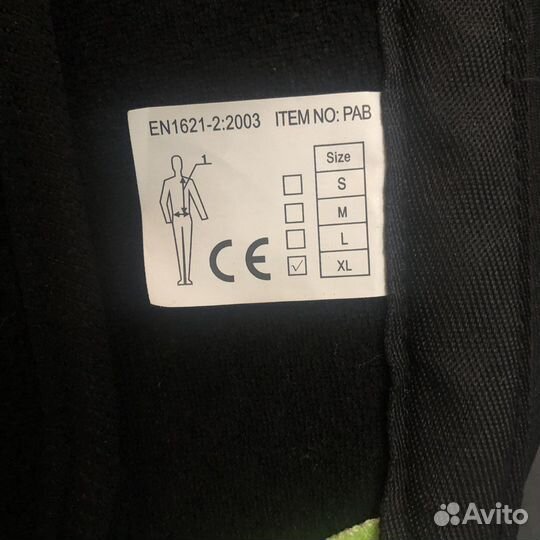 EN1621-2:2003 ITEM NO: PAB
1
Size
S
M
L
XL
CE
Avito